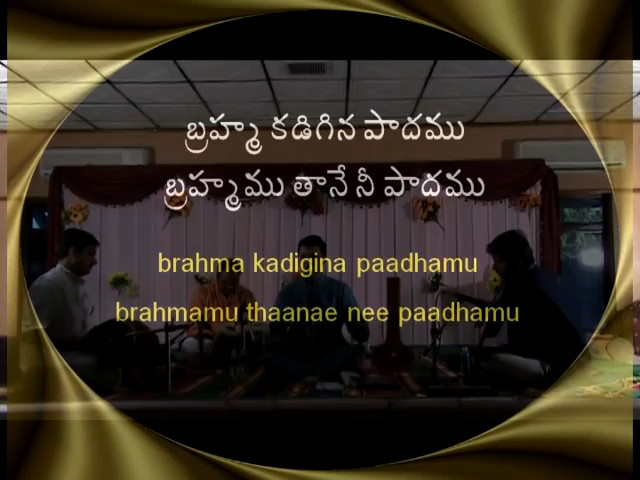 బ్రహ్మ కడిగిన పాదము
బ్రహ్మము తానే నీ పాదము
brahma kadigina paadhamu
brahmamu thaanae nee paadhamu